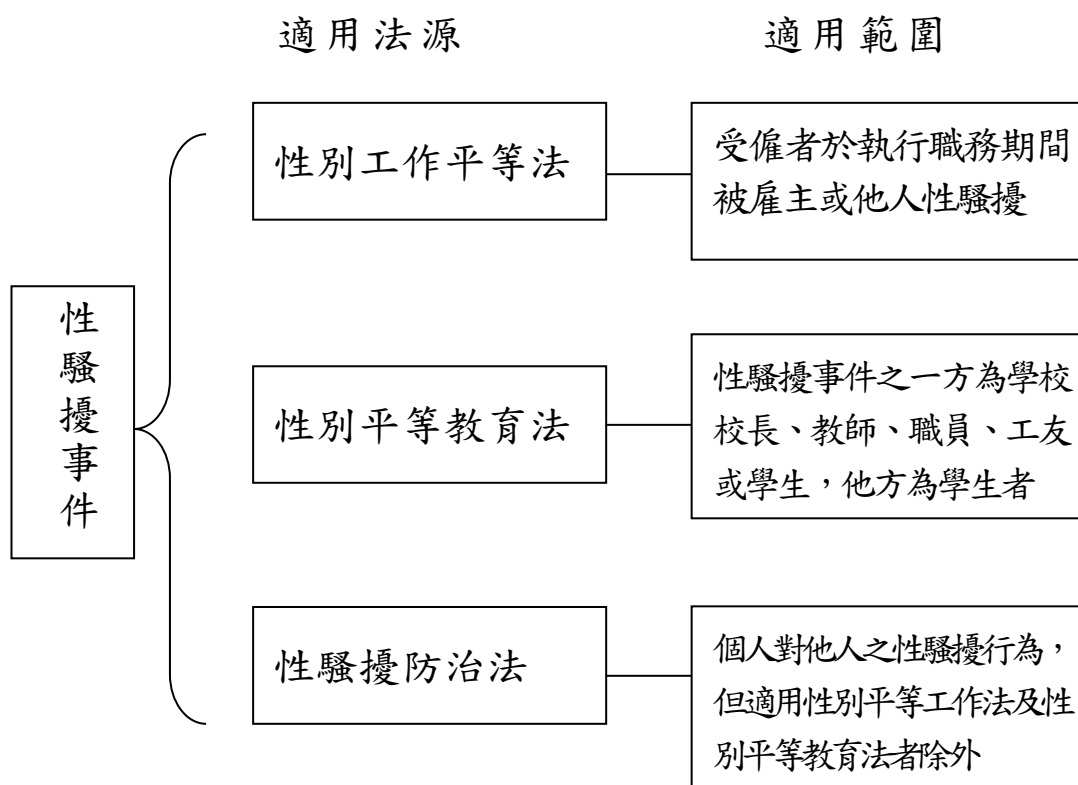 適用法源
適用範圍
性騷擾事件
性別工作平等法
受僱者於執行職務期間
被雇主或他人性騷擾
性別平等教育法
性騷擾事件之一方為學校
校長、教師、職員、工友
或學生，他方為學生者
性騷擾防治法
個人對他人之性騷擾行為，
但適用性別平等工作法及性
別平等教育法者除外